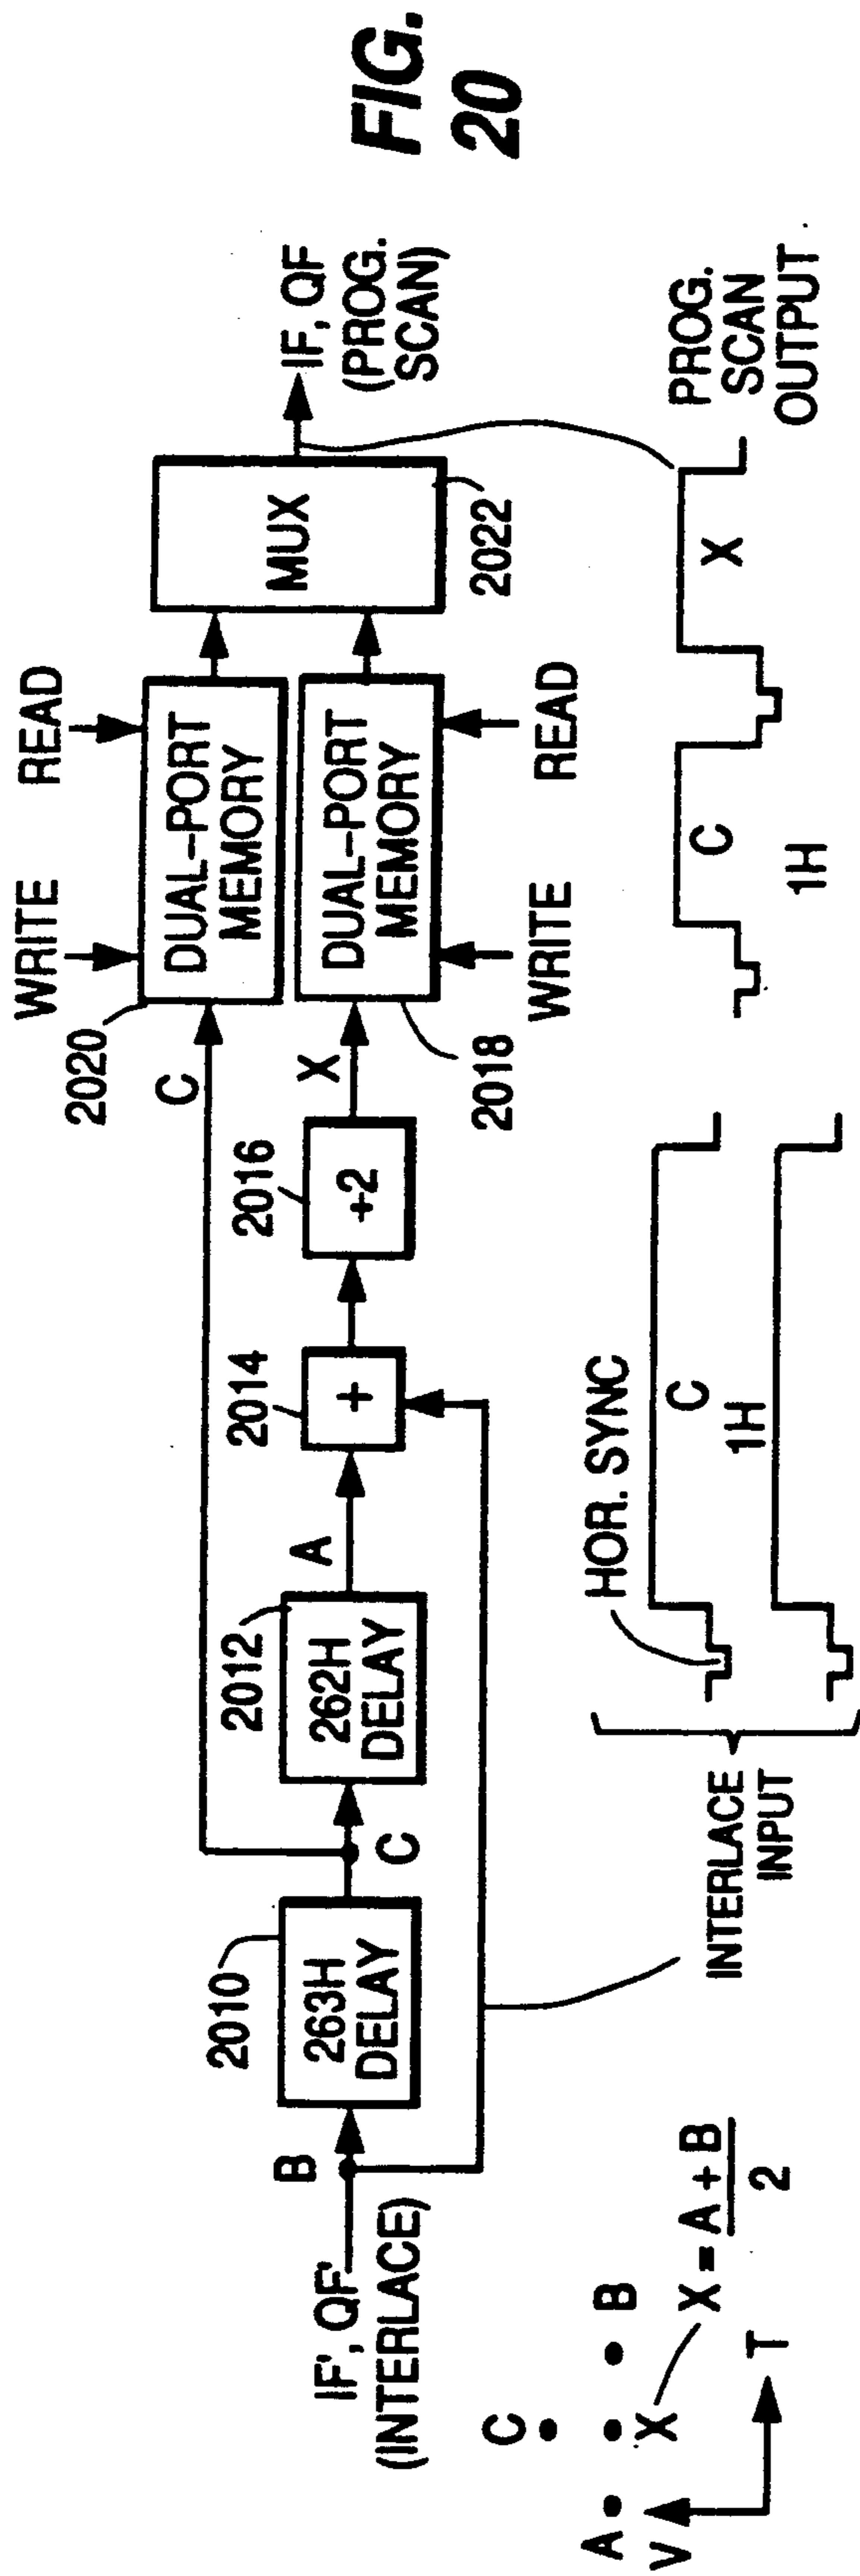 FIG.
20
WRITE
READ
2020
C
DUAL-PORT
MEMORY
MUX
2022
IF, QF
(PROG.
SCAN)
IF', QF'
(INTERLACE)
B
2010
263H
DELAY
C
2012
262H
DELAY
A
2014
+
2016
÷2
X
2018
DUAL-PORT
MEMORY
WRITE
READ
A
C
B
X
V
T
X = A + B
2
INTERLACE
INPUT
HOR. SYNC
C
1H
C
1H
X
PROG.
SCAN
OUTPUT